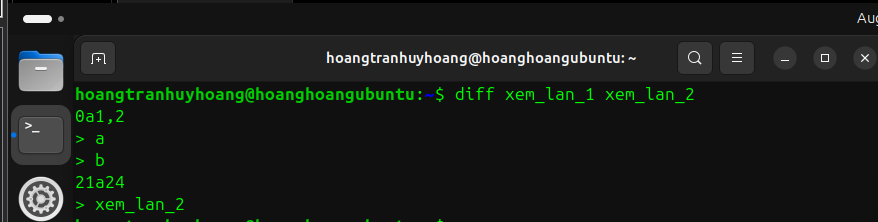 Aug
hoangtranhuyhoang@hoanghoangubuntu: ~
hoangtranhuyhoang@hoanghoangubuntu:~$ diff xem_lan_1 xem_lan_2
0a1,2
> a
> b
21a24
> xem_lan_2